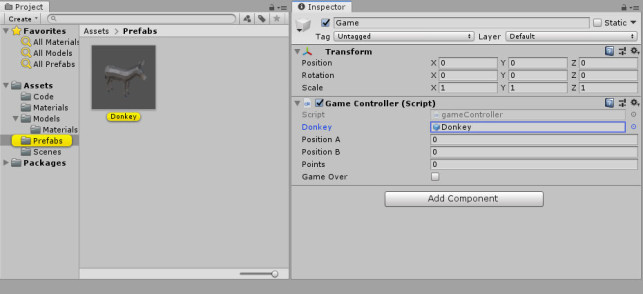 Project
Create
Favorites
All Materials
All Models
All Prefabs
Assets
Code
Materials
Models
Materials
Prefabs
Scenes
Packages
Assets > Prefabs
Donkey
Inspector
Game
Static
Tag Untagged Layer Default
Transform
Position X 0 Y 0 Z 0
Rotation X 0 Y 0 Z 0
Scale X 1 Y 1 Z 1
Game Controller (Script)
Script gameController
Donkey Donkey
Position A 0
Position B 0
Points 0
Game Over
Add Component